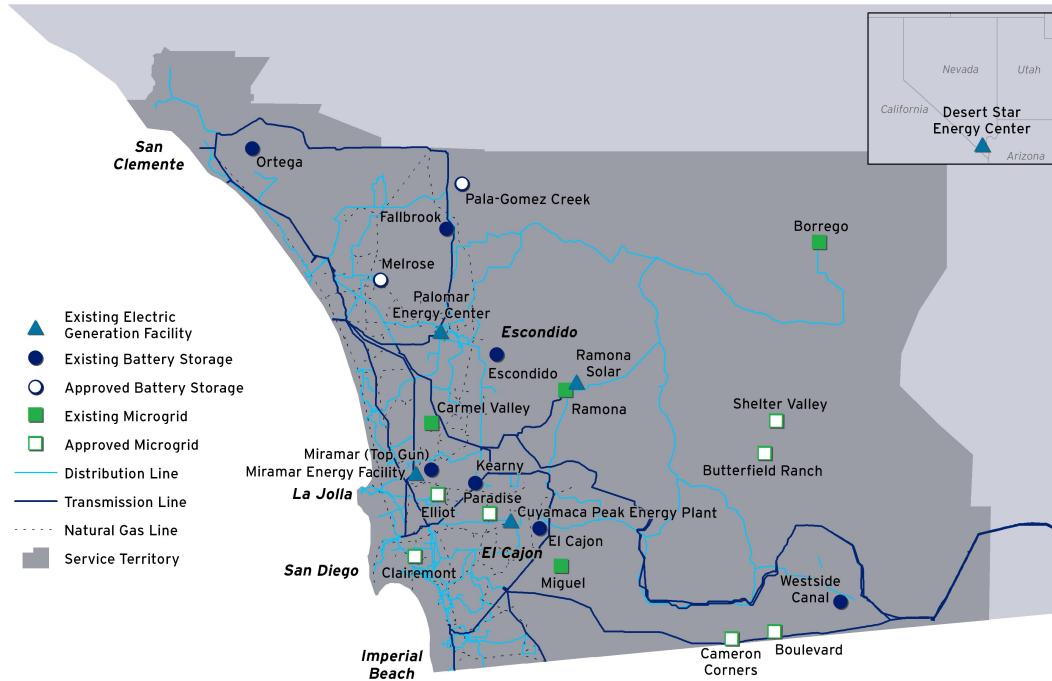 Nevada
Utah
California
Desert Star
Energy Center
Arizona
San
Clemente
Ortega
Pala-Gomez Creek
Fallbrook
Borrego
Melrose
Palomar
Energy Center
Existing Electric
Generation Facility
Existing Battery Storage
Approved Battery Storage
Existing Microgrid
Approved Microgrid
Distribution Line
Transmission Line
Natural Gas Line
Service Territory
Escondido
Escondido
Ramona
Solar
Ramona
Carmel Valley
Shelter Valley
Butterfield Ranch
Miramar (Top Gun)
Miramar Energy Facility
Kearny
La Jolla
Paradise
Elliot
Cuyamaca Peak Energy Plant
El Cajon
El Cajon
San Diego
Clairemont
Miguel
Westside
Canal
Imperial
Beach
Cameron
Corners
Boulevard